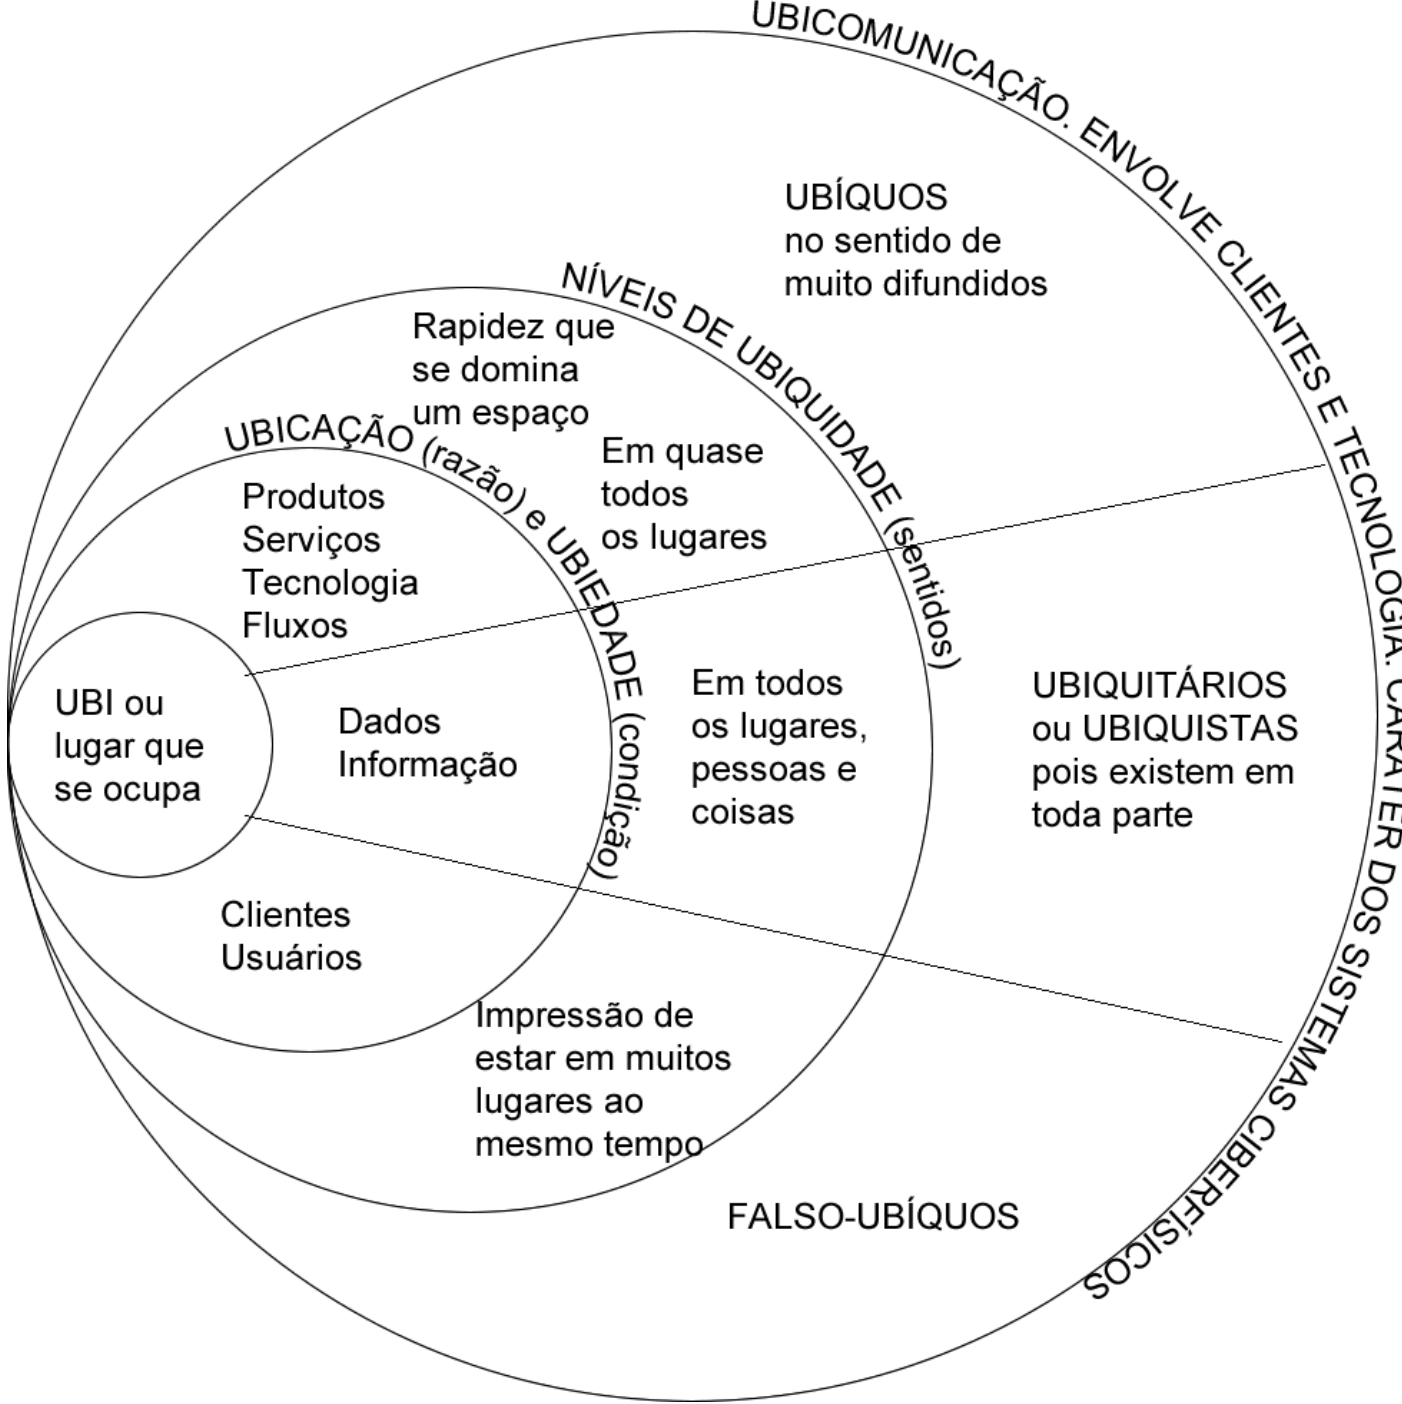 UBICOMUNICAÇÃO. ENVOLVE CLIENTES E TECNOLOGIA. CARATER DOS SISTEMAS CIBERFÍSICOS
UBÍQUOS
no sentido de
muito difundidos
NÍVEIS DE UBIQUIDADE (sentidos)
Rapidez que
se domina
um espaço
Em quase
todos
os lugares
UBICAÇÃO (razão) e UBIEDADE (condição)
Produtos
Serviços
Tecnologia
Fluxos
UBI ou
lugar que
se ocupa
Dados
Informação
Em todos
os lugares,
pessoas e
coisas
UBIQUITÁRIOS
ou UBIQUISTAS
pois existem em
toda parte
Clientes
Usuários
Impressão de
estar em muitos
lugares ao
mesmo tempo
FALSO-UBÍQUOS